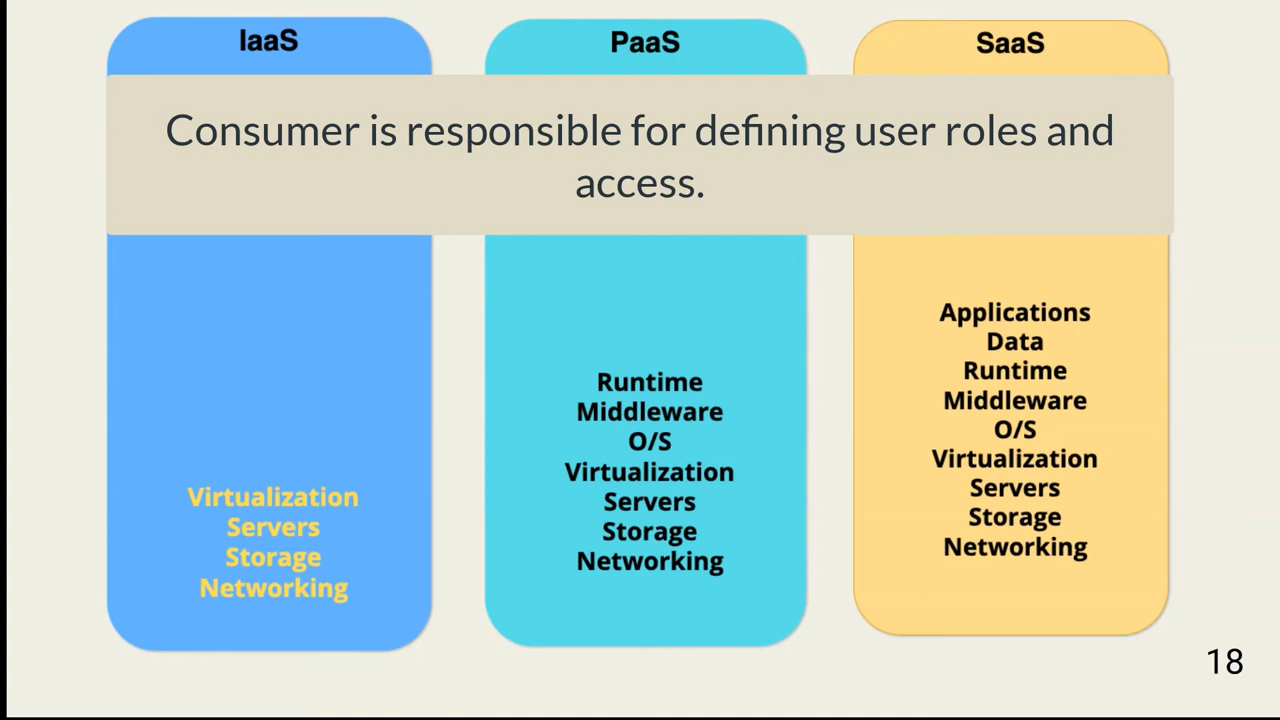 IaaS
PaaS
SaaS
Consumer is responsible for defining user roles and
access.
Virtualization
Servers
Storage
Networking
Runtime
Middleware
O/S
Virtualization
Servers
Storage
Networking
Applications
Data
Runtime
Middleware
O/S
Virtualization
Servers
Storage
Networking
18